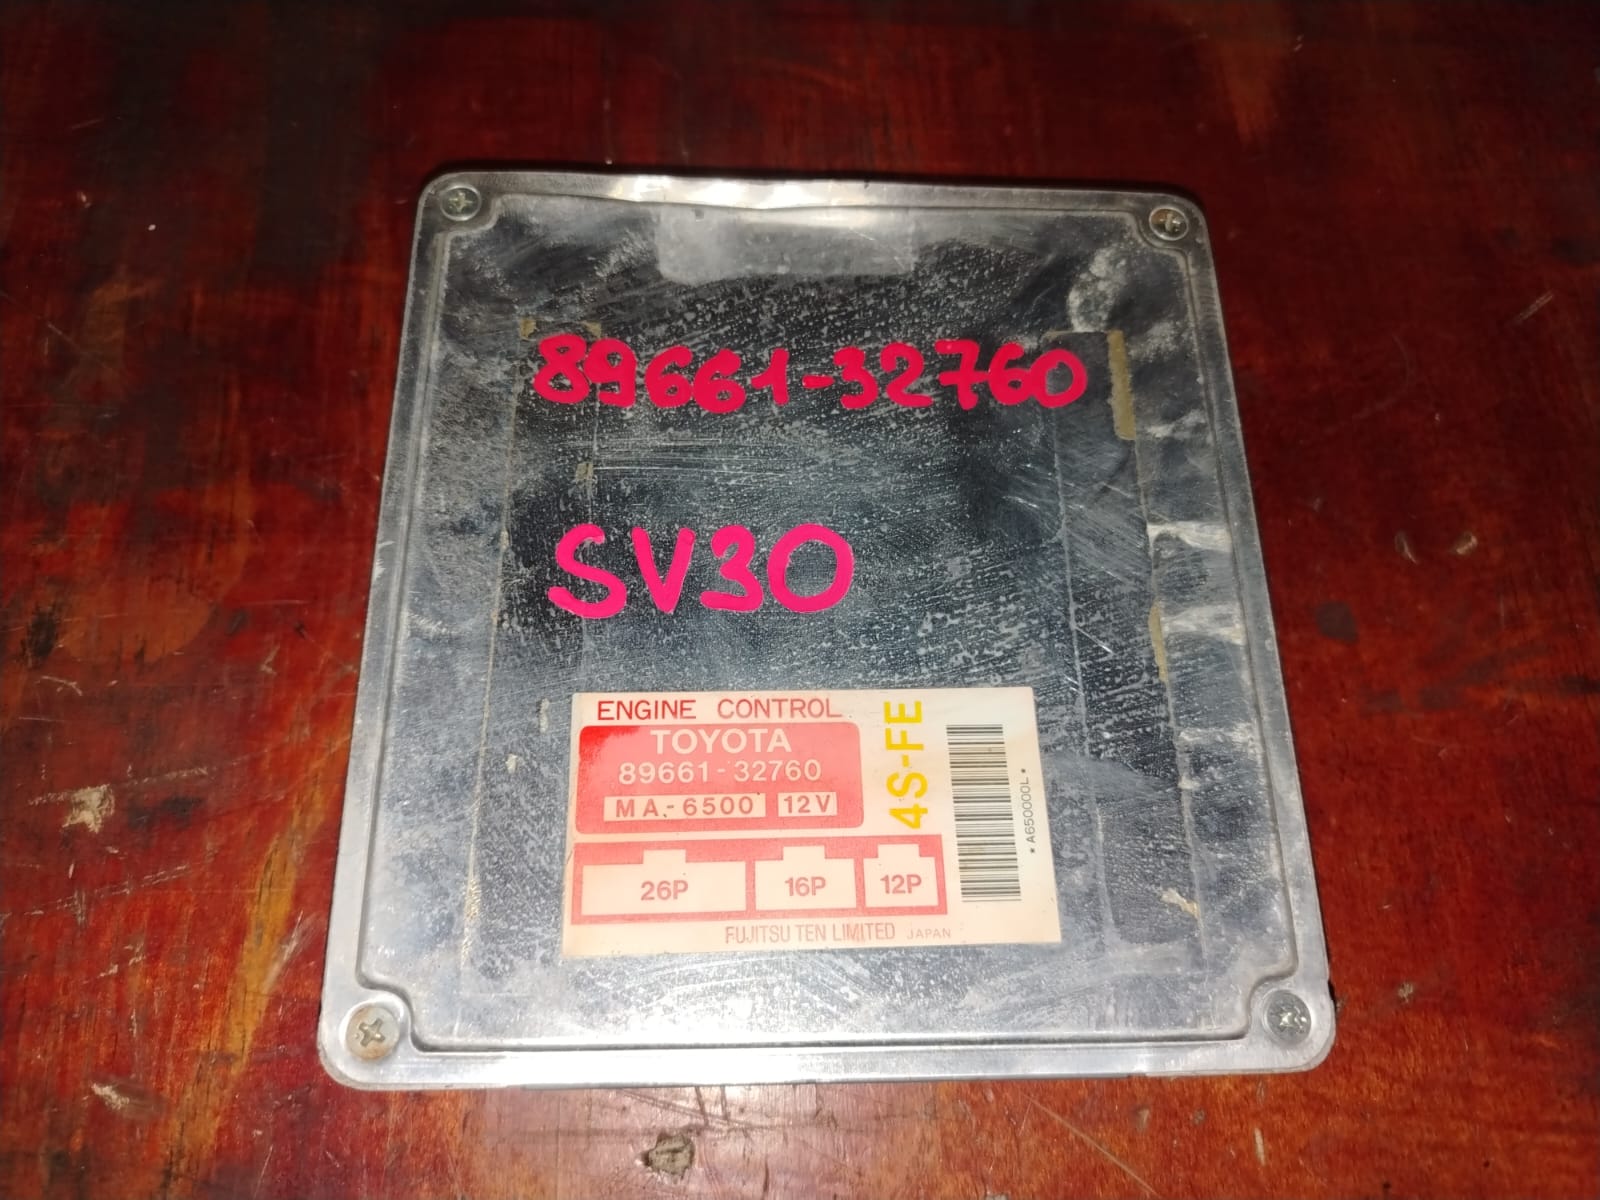 89661-32760
SV30
ENGINE CONTROL
TOYOTA
89661-32760
MA-6500 12V
4S-FE
26P 16P 12P
*A650000L*
FUJITSU TEN LIMITED JAPAN